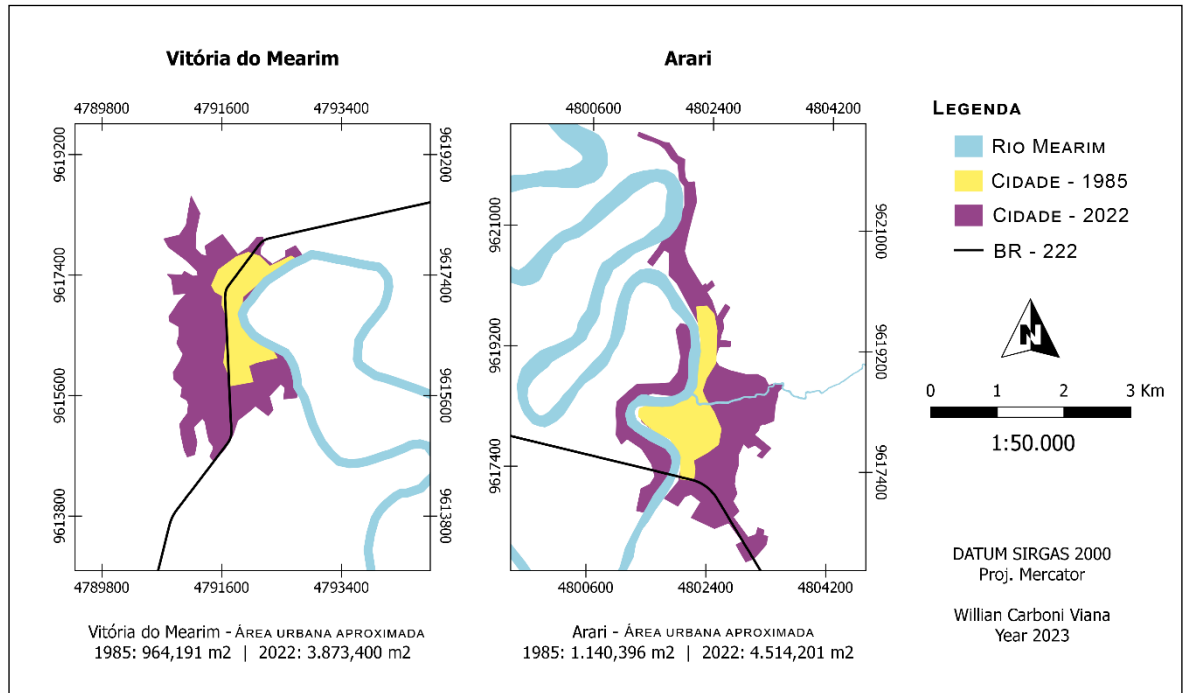 Vitória do Mearim
4789800 4791600 4793400
9619200 9619200
9617400 9617400
9615600 9615600
9613800 9613800
4789800 4791600 4793400
Vitória do Mearim - ÁREA URBANA APROXIMADA
1985: 964,191 m2 | 2022: 3.873,400 m2
Arari
4800600 4802400 4804200
9621000 9621000
9619200 9619200
9617400 9617400
4800600 4802400 4804200
Arari - ÁREA URBANA APROXIMADA
1985: 1.140,396 m2 | 2022: 4.514,201 m2
LEGENDA
RIO MEARIM
CIDADE - 1985
CIDADE - 2022
BR - 222
N
0 1 2 3 Km
1:50.000
DATUM SIRGAS 2000
Proj. Mercator
Willian Carboni Viana
Year 2023